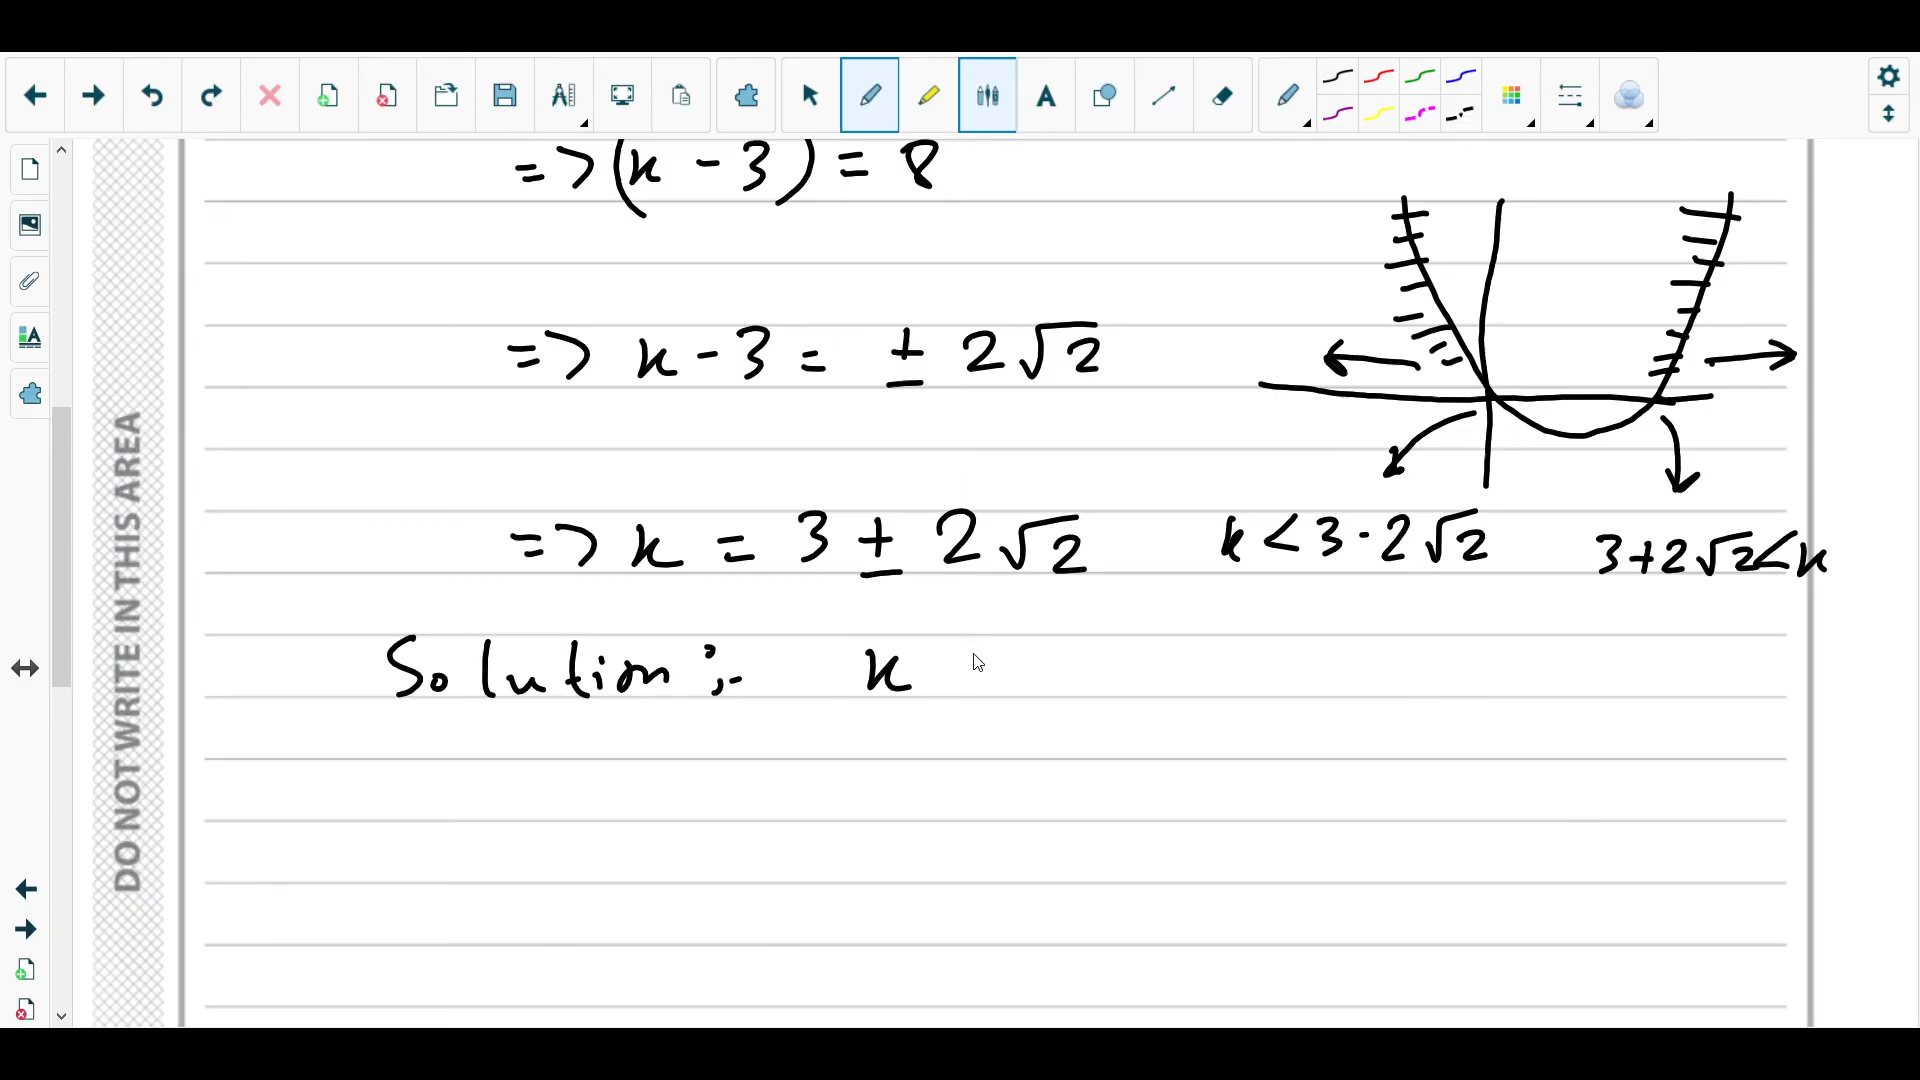 => (k - 3) = 8
=> k - 3 = ± 2√2
=> k = 3 ± 2√2
k < 3 - 2√2
3 + 2√2 < k
Solution :- k
DO NOT WRITE IN THIS AREA